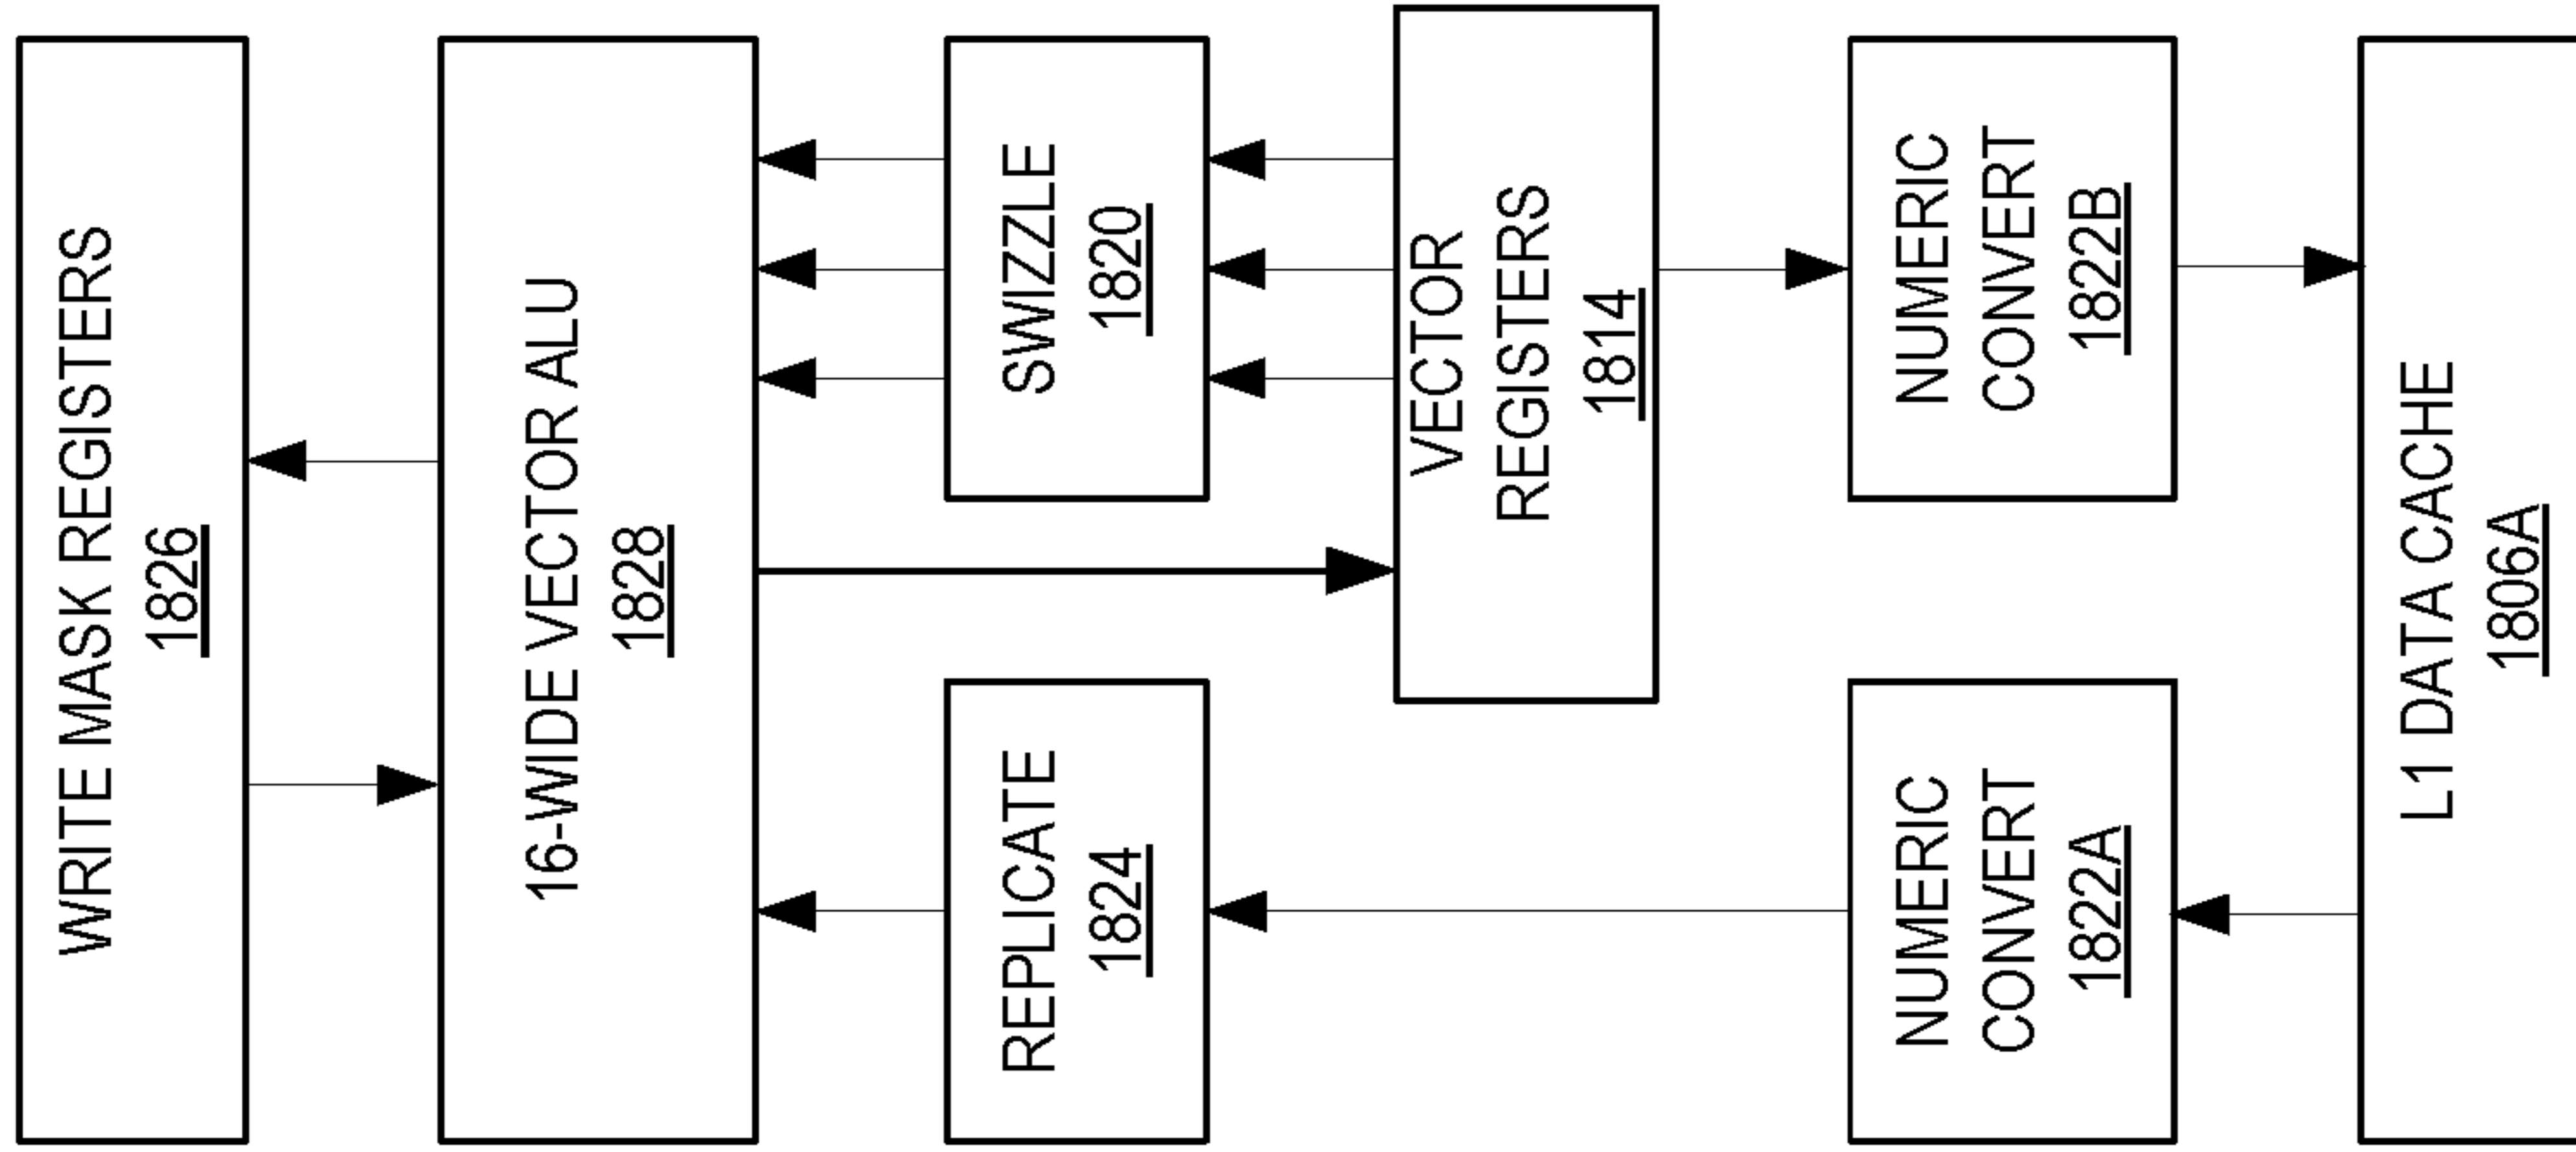 WRITE MASK REGISTERS
1826
16-WIDE VECTOR ALU
1828
REPLICATE
1824
SWIZZLE
1820
VECTOR
REGISTERS
1814
NUMERIC
CONVERT
1822A
NUMERIC
CONVERT
1822B
L1 DATA CACHE
1806A